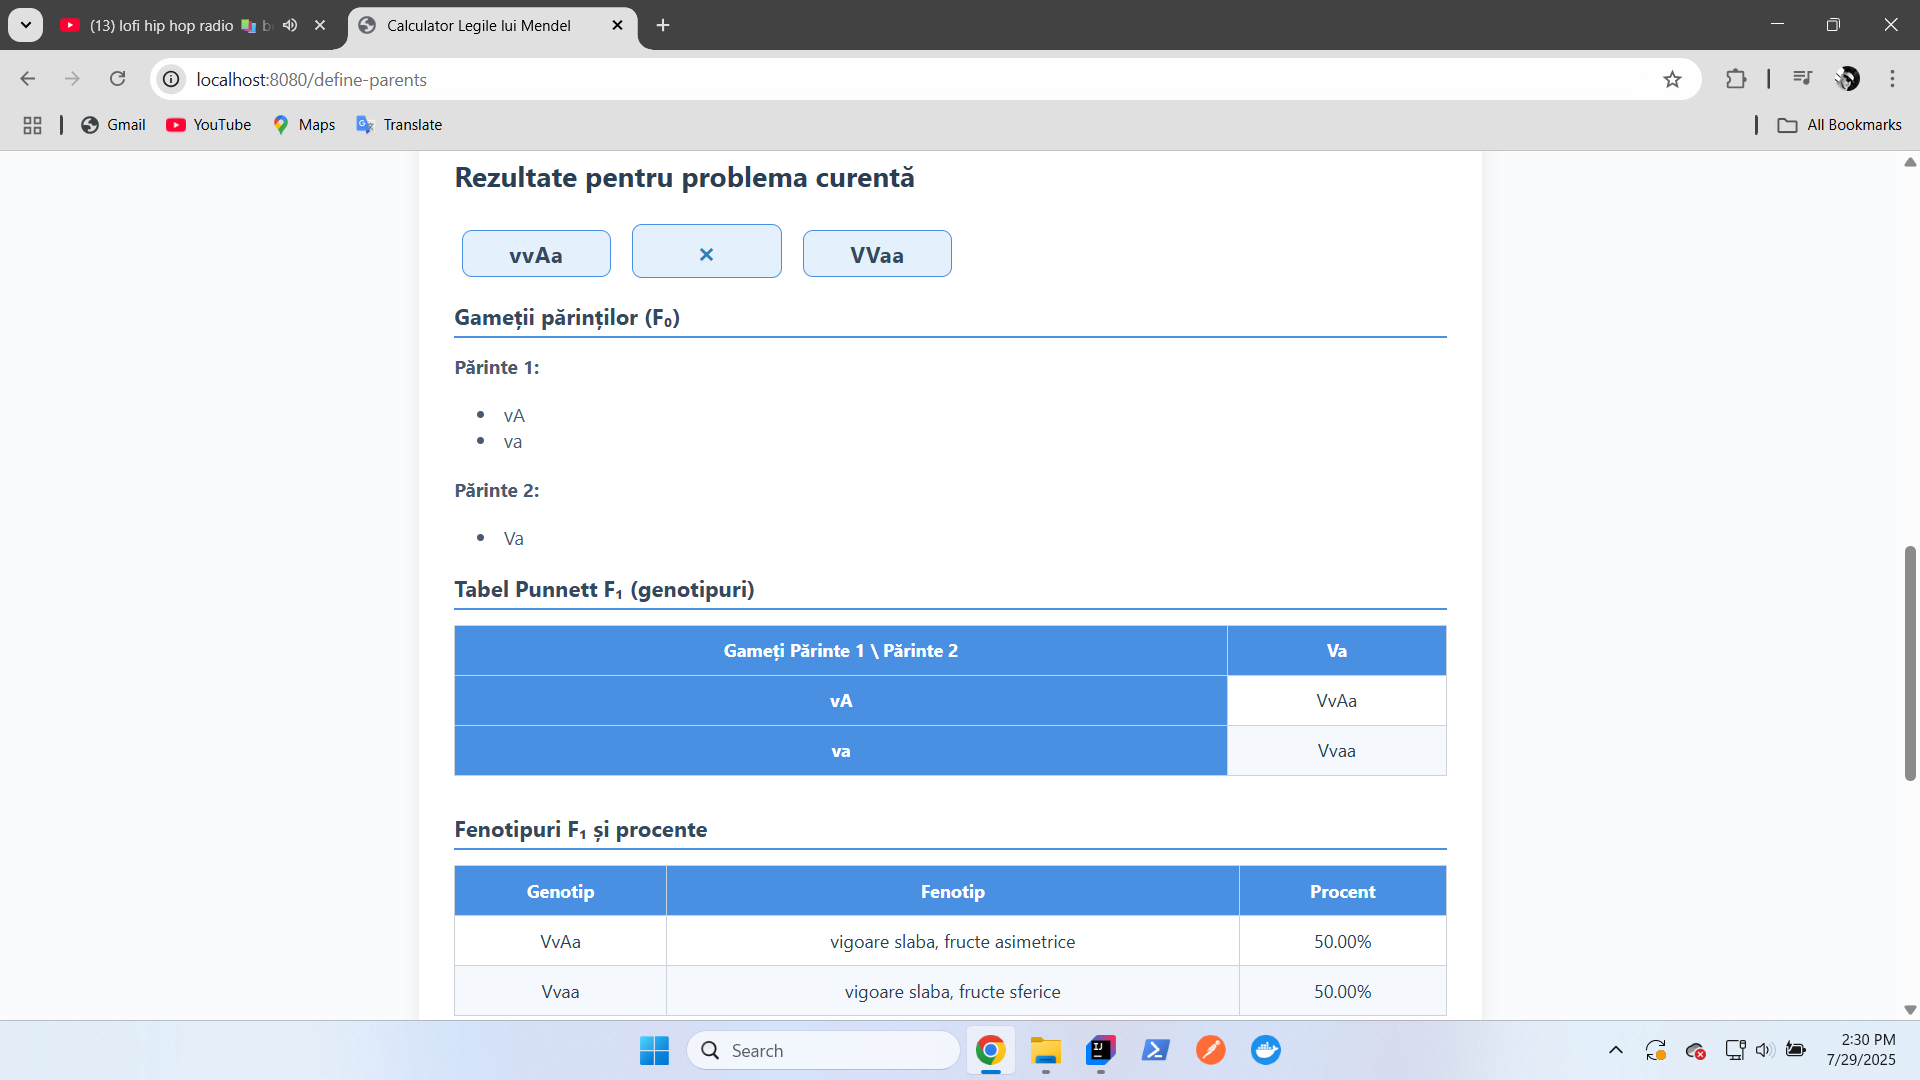 (13) lofi hip hop radio 📚 b
Calculator Legile lui Mendel
localhost:8080/define-parents
Gmail
YouTube
Maps
Translate
All Bookmarks
Rezultate pentru problema curentă
vvAa
×
VVaa
Gameții părinților (F₀)
Părinte 1:
• vA
• va
Părinte 2:
• Va
Tabel Punnett F₁ (genotipuri)
Gameți Părinte 1 \ Părinte 2 Va
vA VvAa
va Vvaa
Fenotipuri F₁ și procente
Genotip Fenotip Procent
VvAa vigoare slaba, fructe asimetrice 50.00%
Vvaa vigoare slaba, fructe sferice 50.00%
Search
2:30 PM
7/29/2025